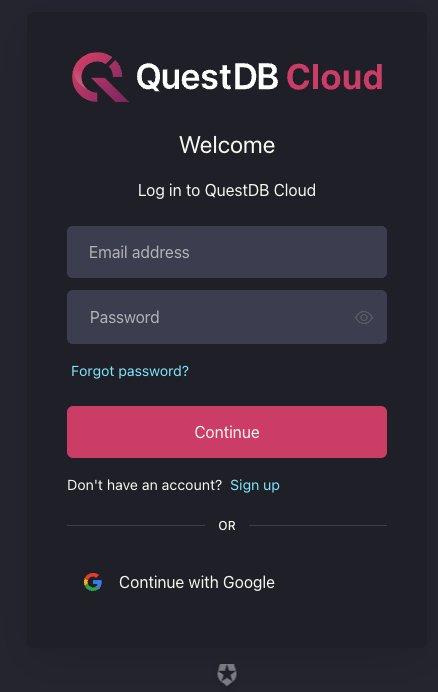 QuestDB Cloud
Welcome
Log in to QuestDB Cloud
Email address
Password
Forgot password?
Continue
Don't have an account? Sign up
OR
Continue with Google